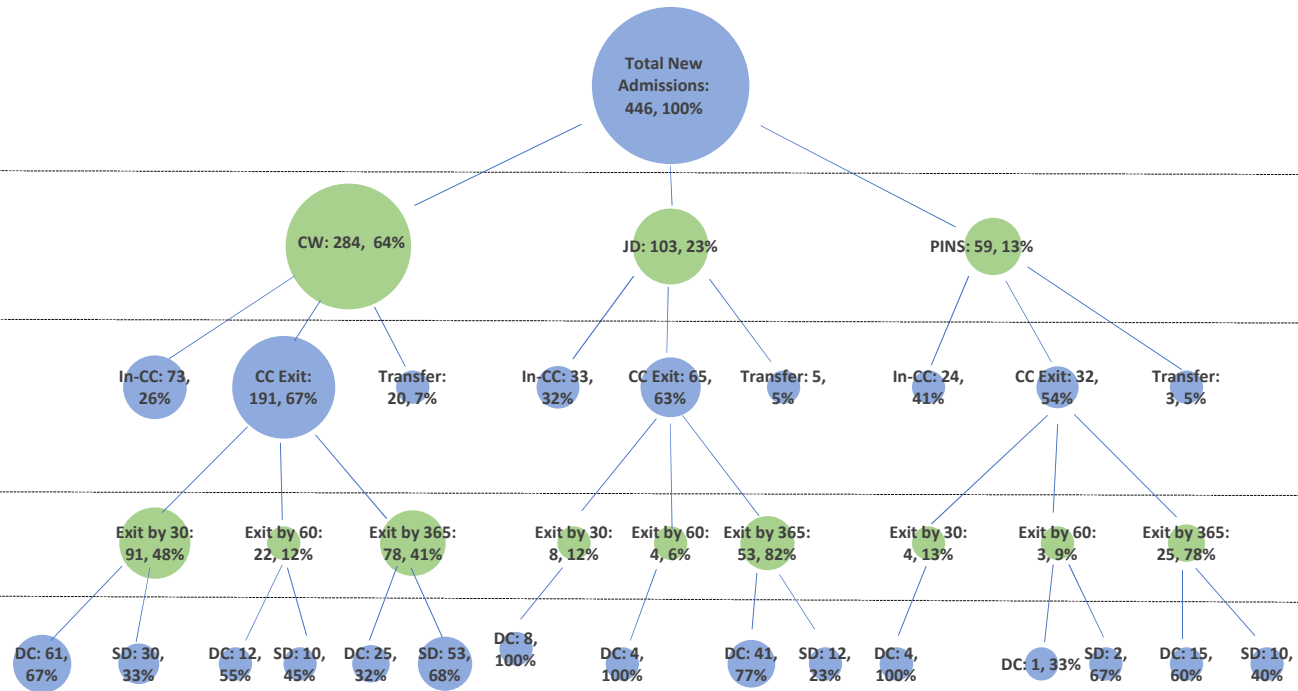 Total New
Admissions:
446, 100%
CW: 284,  64%
JD: 103, 23%
PINS: 59, 13%
In-CC: 73,
26%
CC Exit:
191, 67%
Transfer:
20, 7%
In-CC: 33,
32%
CC Exit: 65,
63%
Transfer: 5,
5%
In-CC: 24,
41%
CC Exit: 32,
54%
Transfer:
3, 5%
Exit by 30:
91, 48%
Exit by 60:
22, 12%
Exit by 365:
78, 41%
Exit by 30:
8, 12%
Exit by 60:
4, 6%
Exit by 365:
53, 82%
Exit by 30:
4, 13%
Exit by 60:
3, 9%
Exit by 365:
25, 78%
DC: 61,
67%
SD: 30,
33%
DC: 12,
55%
SD: 10,
45%
DC: 25,
32%
SD: 53,
68%
DC: 8,
100%
DC: 4,
100%
DC: 41,
77%
SD: 12,
23%
DC: 4,
100%
DC: 1, 33%
SD: 2,
67%
DC: 15,
60%
SD: 10,
40%